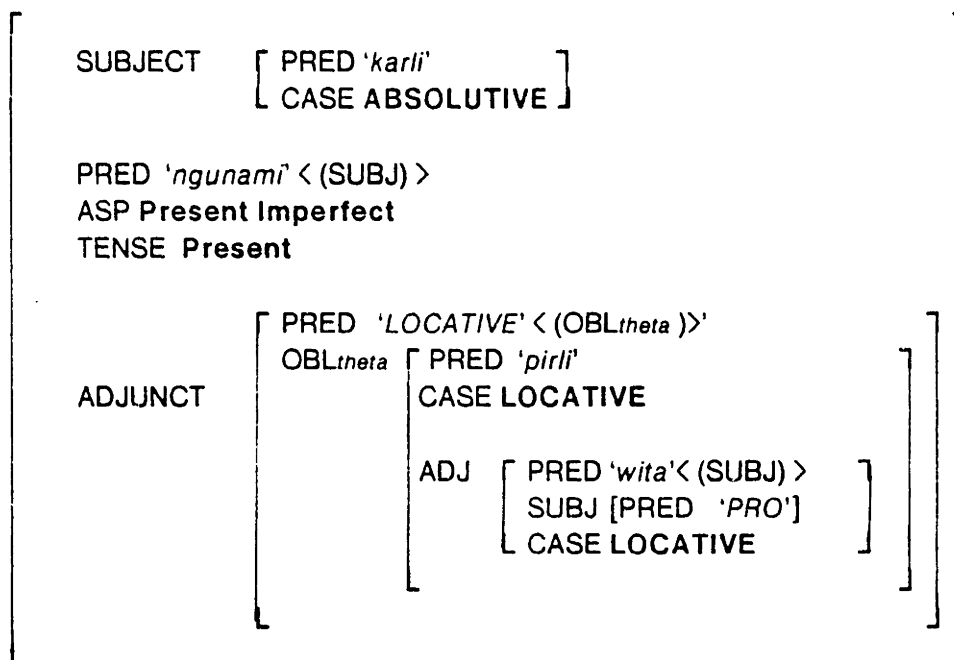 SUBJECT [ PRED 'karli' ]
CASE ABSOLUTIVE
PRED 'ngunami' < (SUBJ) >
ASP Present Imperfect
TENSE Present
PRED 'LOCATIVE' < (OBLtheta )>'
OBLtheta [ PRED 'pirli'
ADJUNCT CASE LOCATIVE
ADJ [ PRED 'wita'< (SUBJ) >
SUBJ [PRED 'PRO']
CASE LOCATIVE ]